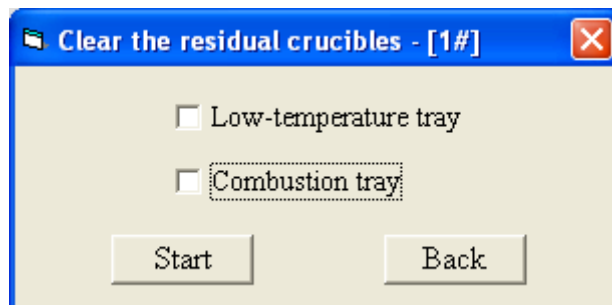 Clear the residual crucibles - [1#]
Low-temperature tray
Combustion tray
Start Back